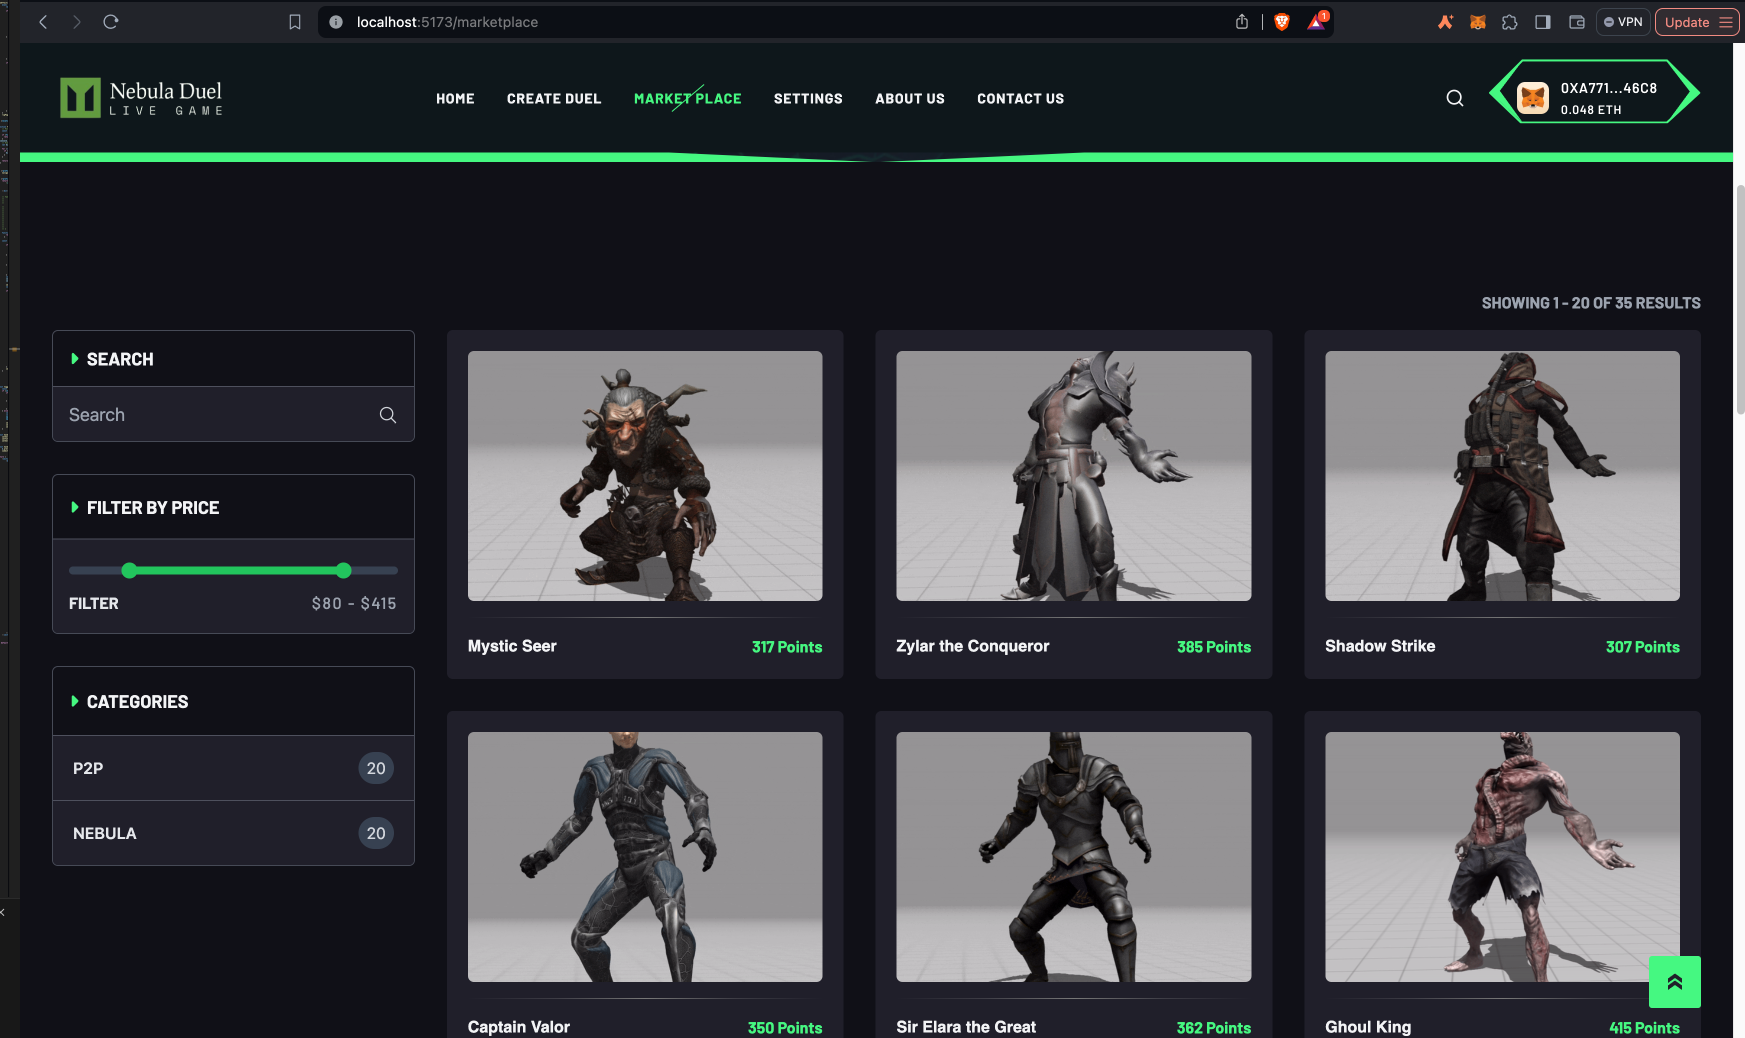 localhost:5173/marketplace
1
VPN
Update
Nebula Duel
LIVE GAME
HOME
CREATE DUEL
MARKET PLACE
SETTINGS
ABOUT US
CONTACT US
0XA771...46C8
0.048 ETH
SHOWING 1 - 20 OF 35 RESULTS
SEARCH
Search
FILTER BY PRICE
FILTER
$80 - $415
CATEGORIES
P2P
20
NEBULA
20
Mystic Seer
317 Points
Zylar the Conqueror
385 Points
Shadow Strike
307 Points
Captain Valor
350 Points
Sir Elara the Great
362 Points
Ghoul King
415 Points